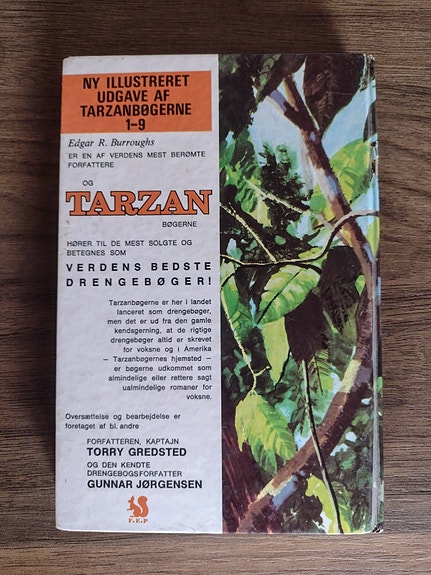 NY ILLUSTRERET
UDGAVE AF
TARZANBØGERNE
1–9
Edgar R. Burroughs
ER EN AF VERDENS MEST BERØMTE
FORFATTERE
OG
TARZAN
BØGERNE
HØRER TIL DE MEST SOLGTE OG
BETEGNES SOM
VERDENS BEDSTE
DRENGEBØGER!
Tarzanbøgerne er her i landet
lanceret som drengebøger,
men det er ud fra den gamle
kendsgerning, at de rigtige
drengebøger altid er skrevet
for voksne og i Amerika
— Tarzanbøgernes hjemsted —
er bøgerne udkommet som
almindelige eller rettere sagt
ualmindelige romaner for
voksne.
Oversættelse og bearbejdelse er
foretaget af bl. andre
FORFATTEREN, KAPTAJN
TORRY GREDSTED
OG DEN KENDTE
DRENGEBOGSFORFATTER
GUNNAR JØRGENSEN
F.E.P